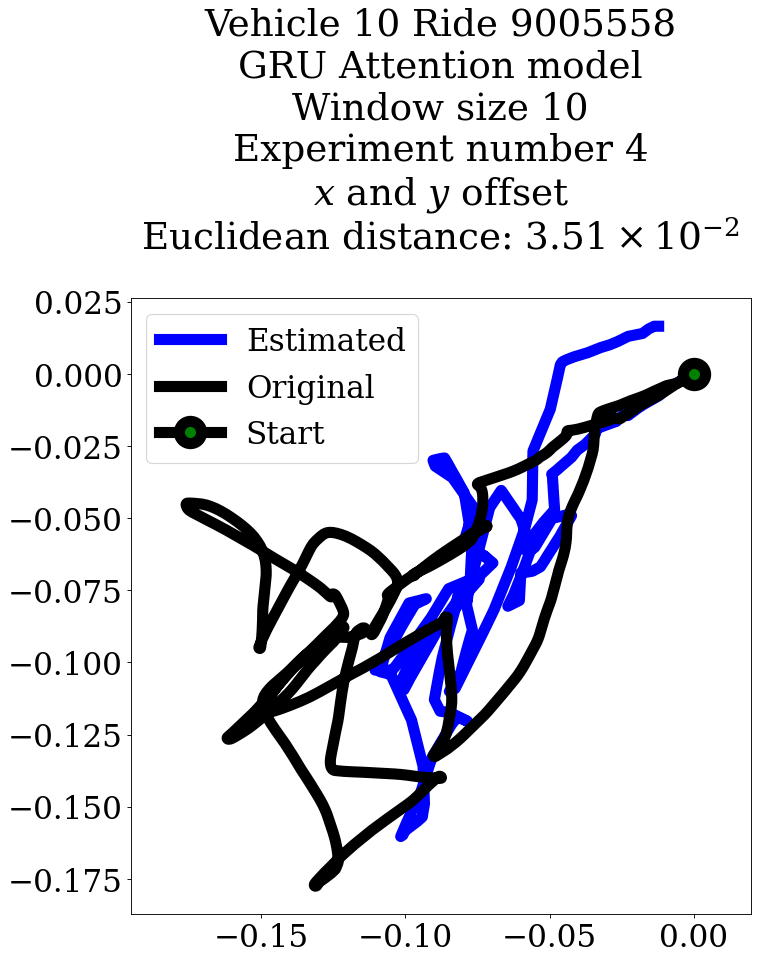 Vehicle 10 Ride 9005558
GRU Attention model
Window size 10
Experiment number 4
x and y offset
Euclidean distance: 3.51 × 10⁻²
0.025
0.000
−0.025
−0.050
−0.075
−0.100
−0.125
−0.150
−0.175
Estimated
Original
Start
−0.15 −0.10 −0.05 0.00